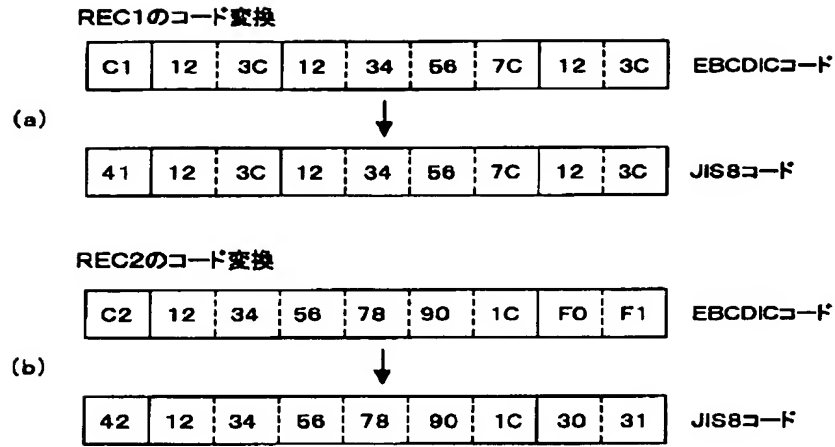 REC1のコード変換
C1 12 3C 12 34 56 7C 12 3C EBCDICコード
(a)
41 12 3C 12 34 56 7C 12 3C JIS8コード
REC2のコード変換
C2 12 34 56 78 90 1C F0 F1 EBCDICコード
(b)
42 12 34 56 78 90 1C 30 31 JIS8コード